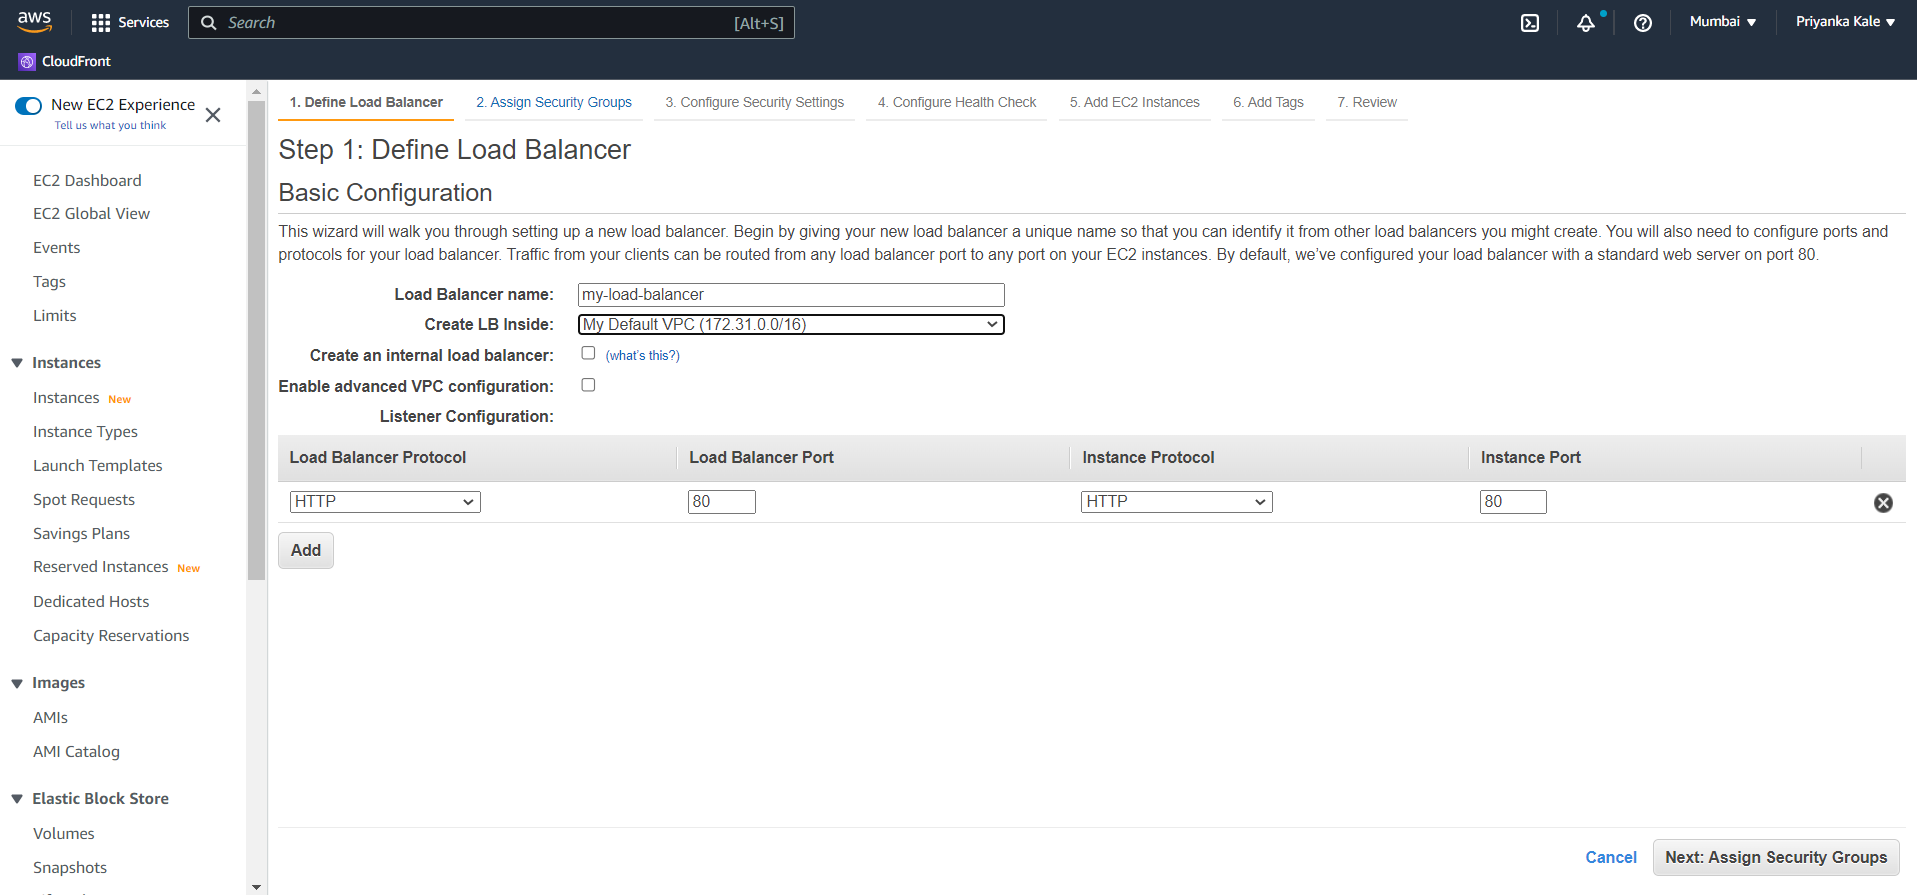 aws
Services
Search
[Alt+S]
Mumbai
Priyanka Kale
CloudFront
New EC2 Experience
Tell us what you think
EC2 Dashboard
EC2 Global View
Events
Tags
Limits
Instances
Instances New
Instance Types
Launch Templates
Spot Requests
Savings Plans
Reserved Instances New
Dedicated Hosts
Capacity Reservations
Images
AMIs
AMI Catalog
Elastic Block Store
Volumes
Snapshots
1. Define Load Balancer
2. Assign Security Groups
3. Configure Security Settings
4. Configure Health Check
5. Add EC2 Instances
6. Add Tags
7. Review
Step 1: Define Load Balancer
Basic Configuration
This wizard will walk you through setting up a new load balancer. Begin by giving your new load balancer a unique name so that you can identify it from other load balancers you might create. You will also need to configure ports and
protocols for your load balancer. Traffic from your clients can be routed from any load balancer port to any port on your EC2 instances. By default, we've configured your load balancer with a standard web server on port 80.
Load Balancer name: my-load-balancer
Create LB Inside: My Default VPC (172.31.0.0/16)
Create an internal load balancer: (what's this?)
Enable advanced VPC configuration:
Listener Configuration:
Load Balancer Protocol Load Balancer Port Instance Protocol Instance Port
HTTP 80 HTTP 80
Add
Cancel
Next: Assign Security Groups